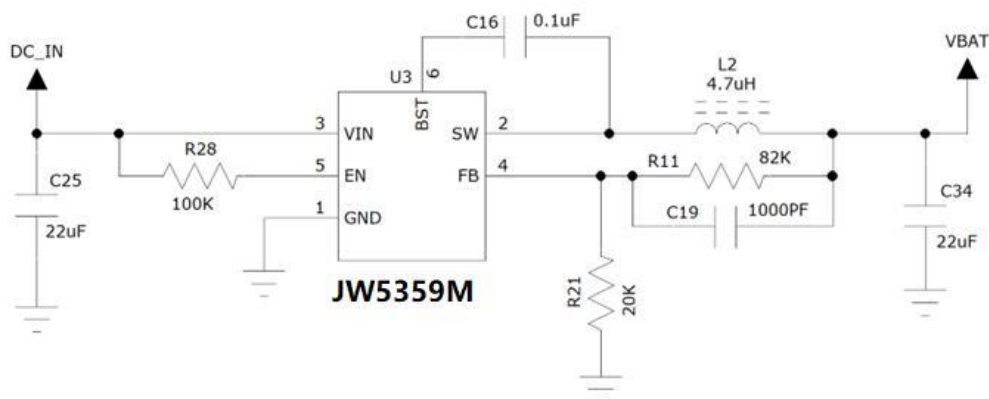 C16
0.1uF
DC_IN
VBAT
U3
6
L2
4.7uH
BST
3
VIN
SW
2
R28
5
EN
FB
4
R11
82K
C25
100K
1
GND
C19
1000PF
C34
22uF
22uF
JW5359M
R21
20K